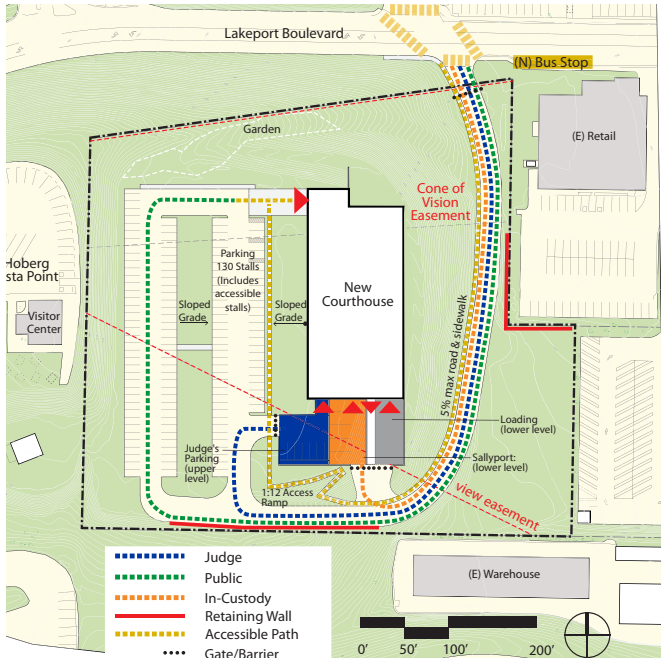 Lakeport Boulevard
(N) Bus Stop
Garden
(E) Retail
Cone of
Vision
Easement
Hoberg
sta Point
Visitor
Center
Parking
130 Stalls
(Includes
accessible
stalls)
Sloped
Grade
Sloped
Grade
New
Courthouse
5% max road & sidewalk
Judge's
Parking
(upper
level)
Loading
(lower level)
Sallyport:
(lower level)
1:12 Access
Ramp
view easement
(E) Warehouse
Judge
Public
In-Custody
Retaining Wall
Accessible Path
Gate/Barrier
0' 50' 100' 200'